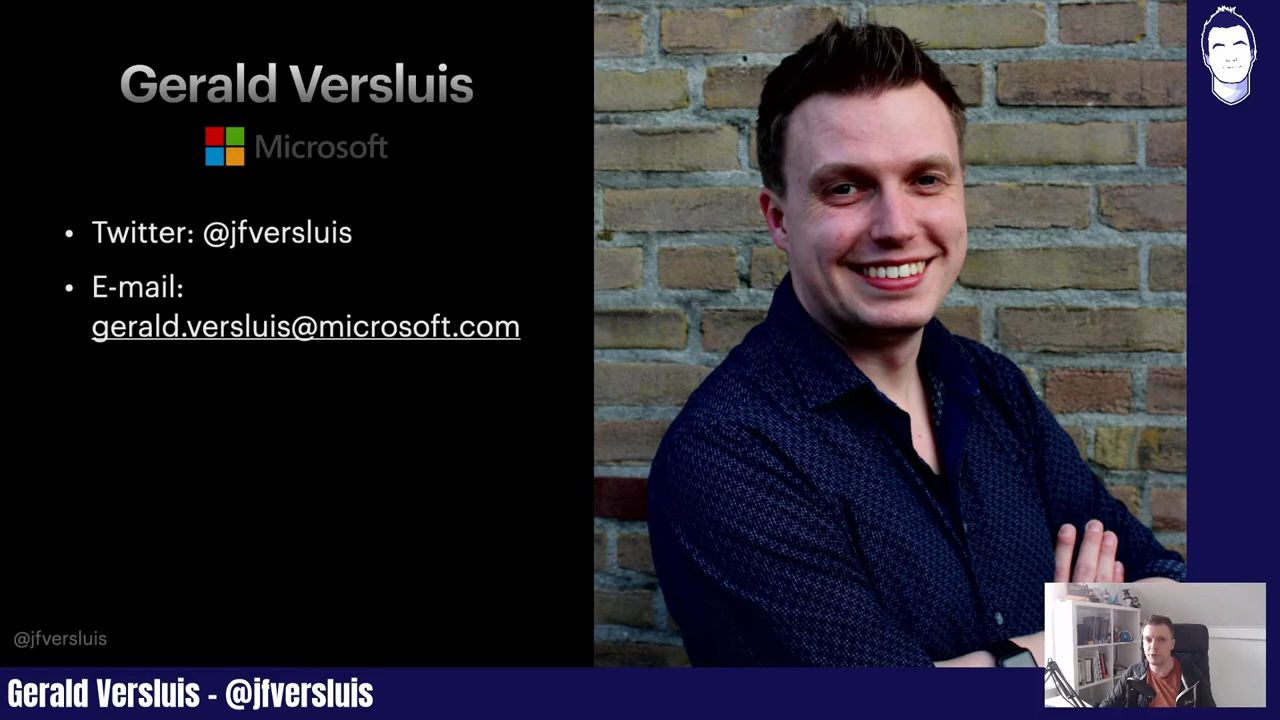 Gerald Versluis
Microsoft
• Twitter: @jfversluis
• E-mail:
gerald.versluis@microsoft.com
@jfversluis
Gerald Versluis - @jfversluis